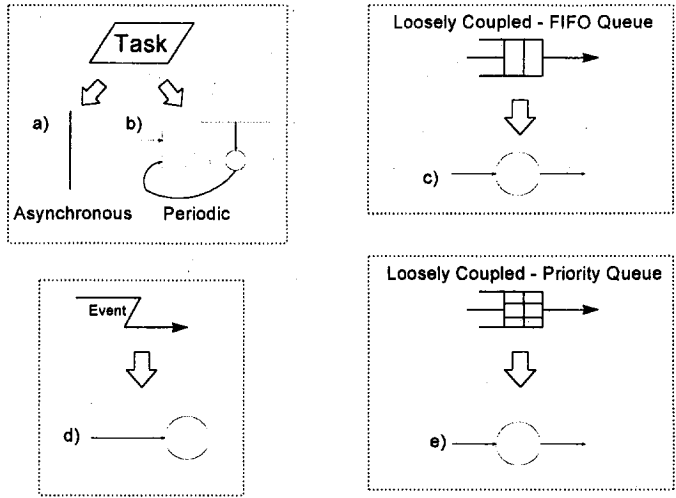 Task
a)
b)
Asynchronous
Periodic
Loosely Coupled - FIFO Queue
c)
Event
d)
Loosely Coupled - Priority Queue
e)